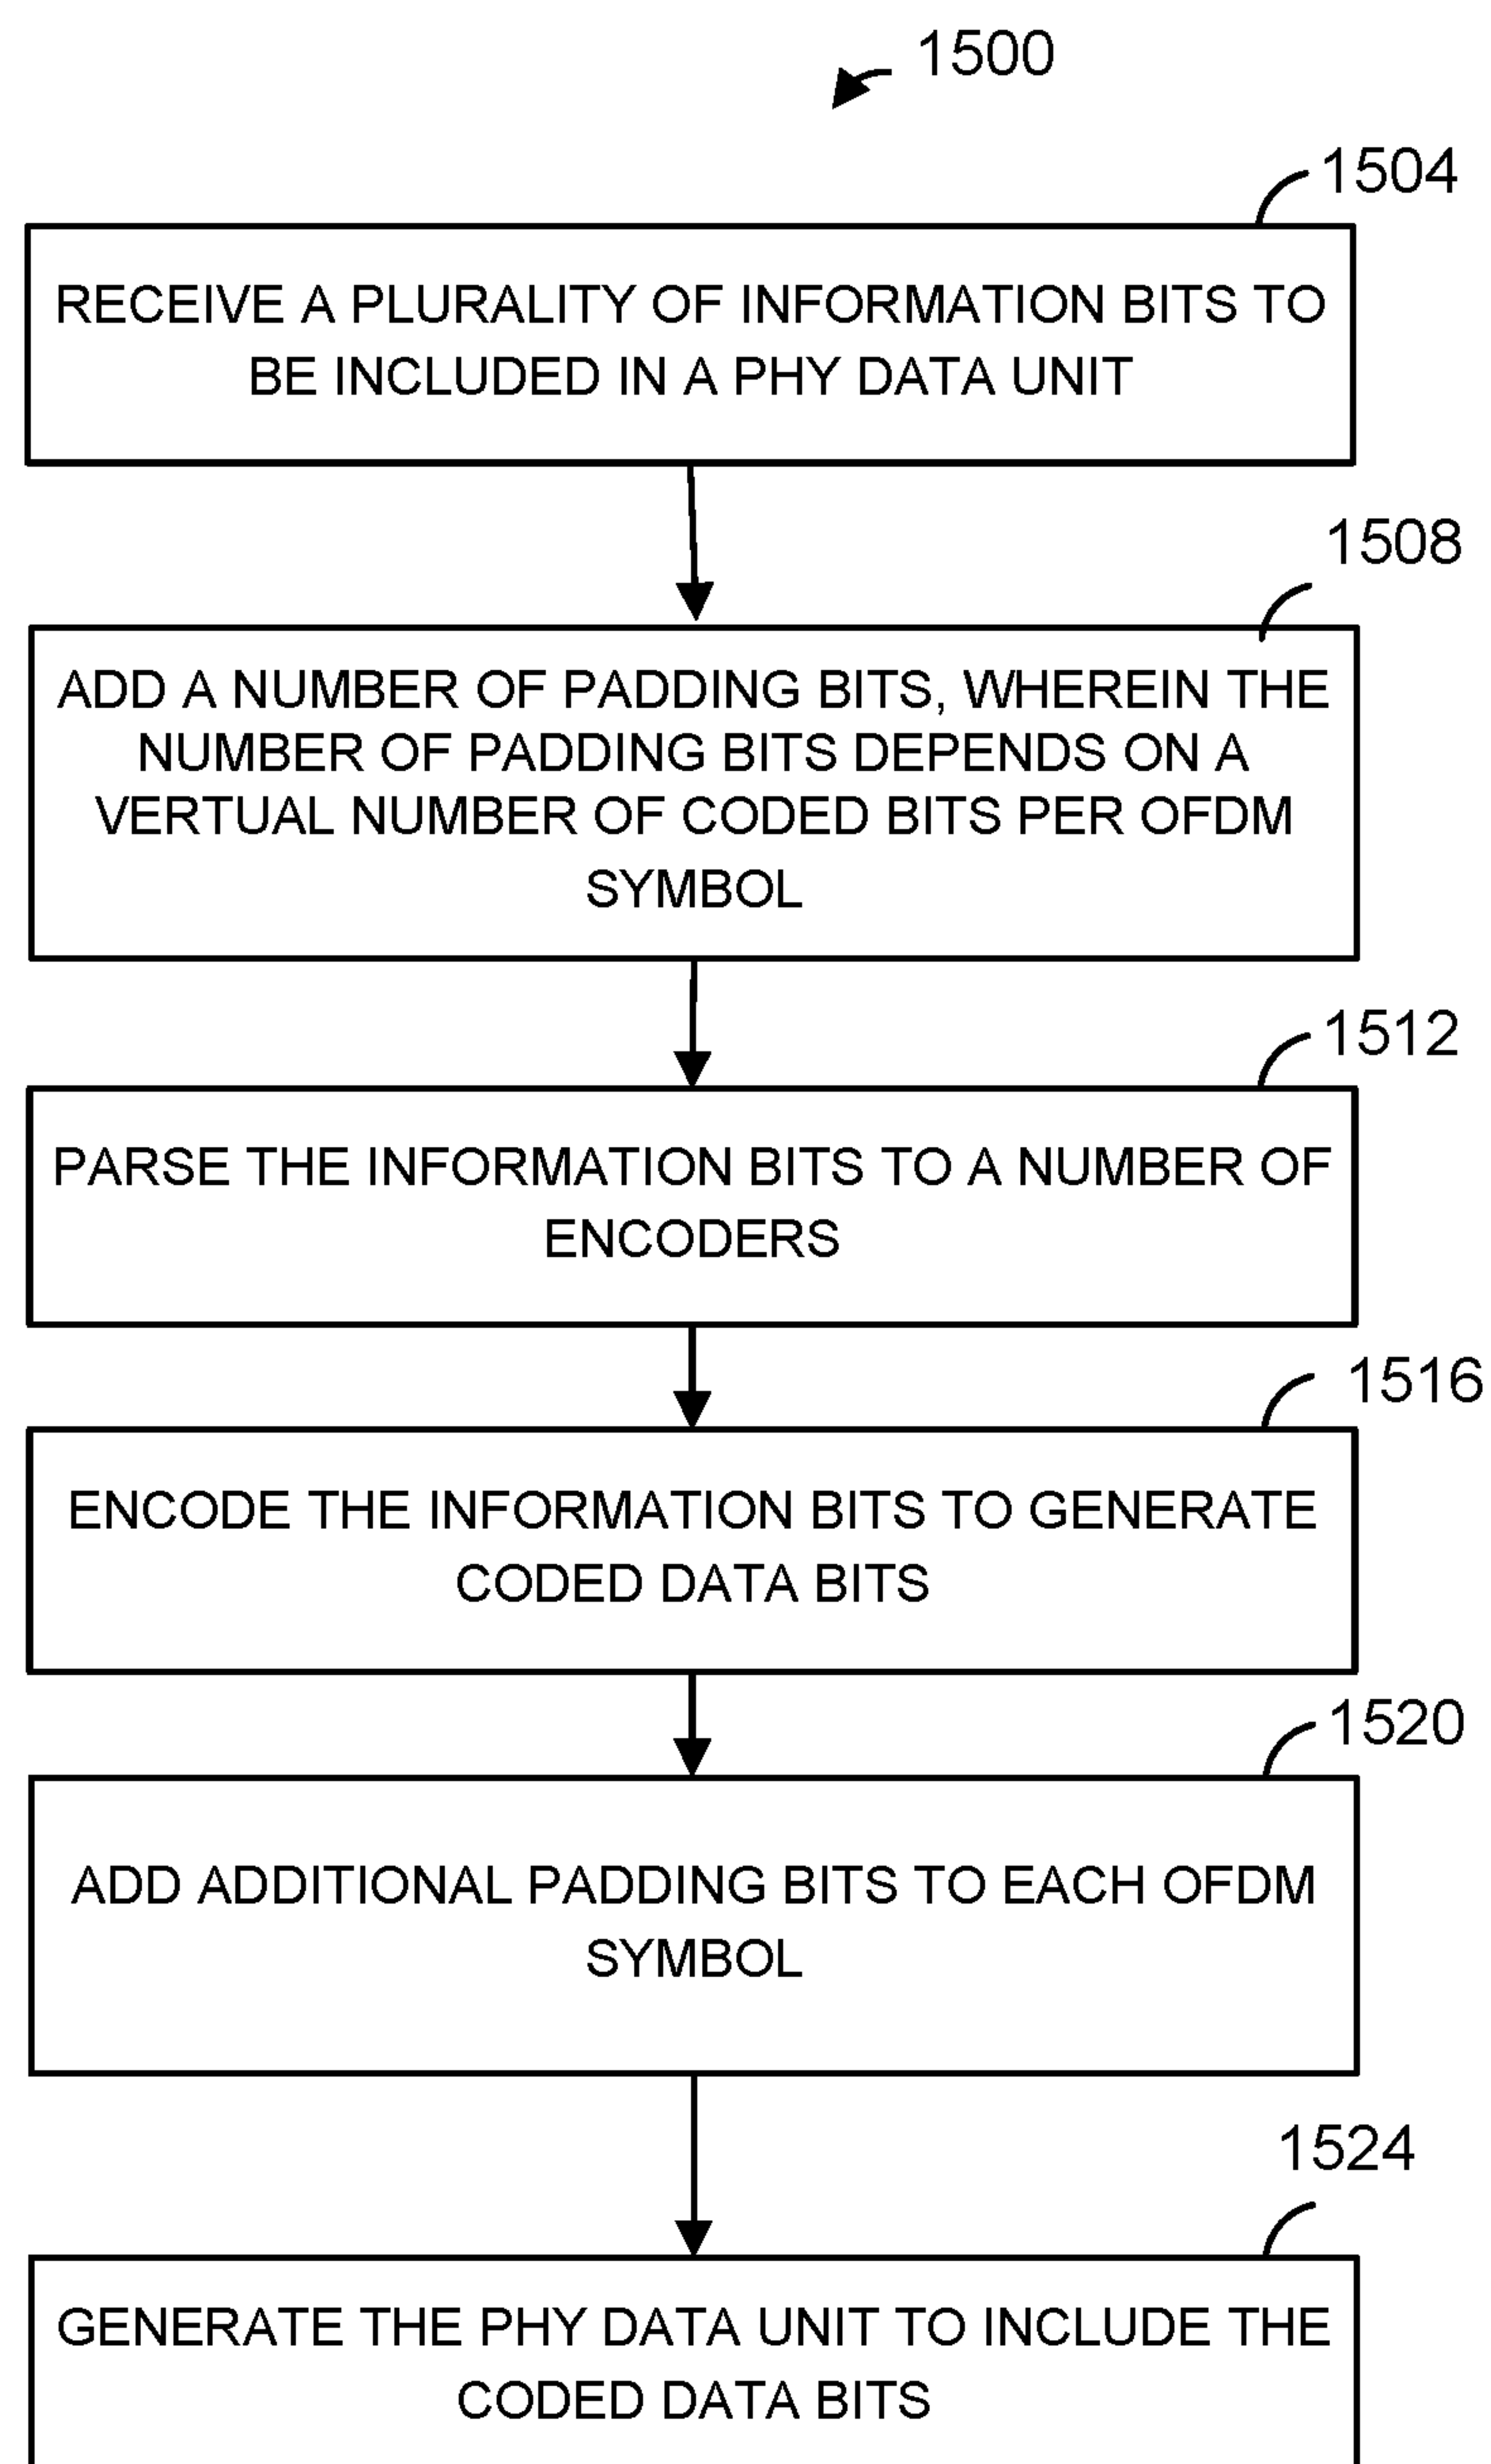 1500
1504
RECEIVE A PLURALITY OF INFORMATION BITS TO
BE INCLUDED IN A PHY DATA UNIT
1508
ADD A NUMBER OF PADDING BITS, WHEREIN THE
NUMBER OF PADDING BITS DEPENDS ON A
VERTUAL NUMBER OF CODED BITS PER OFDM
SYMBOL
1512
PARSE THE INFORMATION BITS TO A NUMBER OF
ENCODERS
1516
ENCODE THE INFORMATION BITS TO GENERATE
CODED DATA BITS
1520
ADD ADDITIONAL PADDING BITS TO EACH OFDM
SYMBOL
1524
GENERATE THE PHY DATA UNIT TO INCLUDE THE
CODED DATA BITS